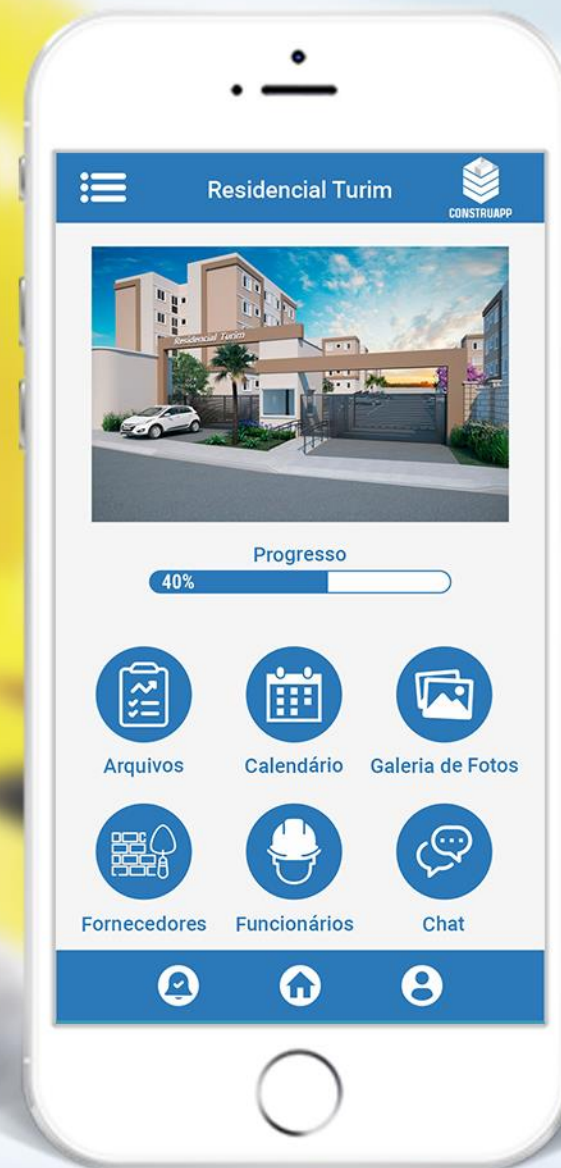 Residencial Turim
CONSTRUAPP
Residencial Turim
Progresso
40%
Arquivos
Calendário
Galeria de Fotos
Fornecedores
Funcionários
Chat